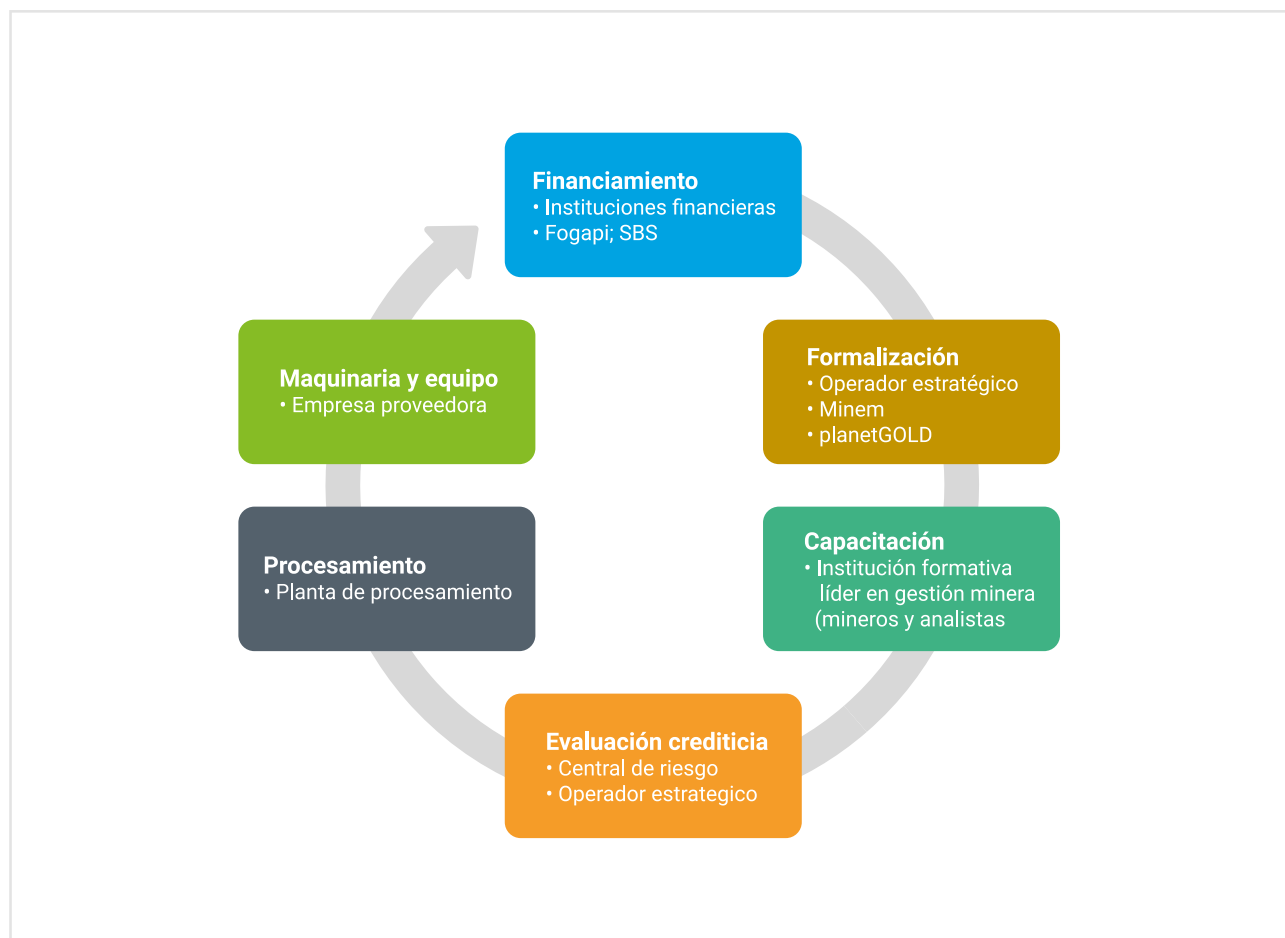 Financiamiento
• Instituciones financieras
• Fogapi; SBS
Formalización
• Operador estratégico
• Minem
• planetGOLD
Capacitación
• Institución formativa
líder en gestión minera
(mineros y analistas
Evaluación crediticia
• Central de riesgo
• Operador estrategico
Procesamiento
• Planta de procesamiento
Maquinaria y equipo
• Empresa proveedora